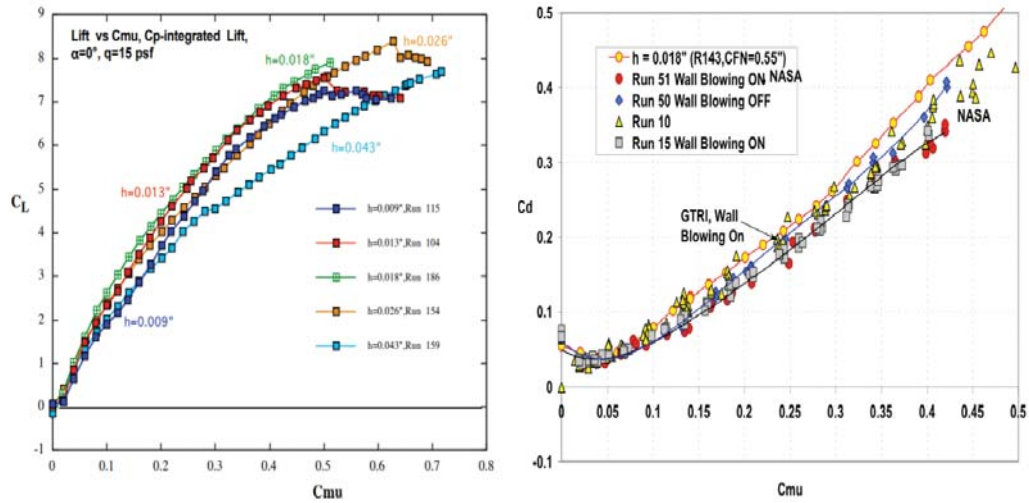 Lift vs Cmu, Cp-integrated Lift,
α=0°, q=15 psf
h=0.026"
h=0.018"
h=0.013"
h=0.043"
h=0.009"
h=0.009",Run 115
h=0.013",Run 104
h=0.018",Run 186
h=0.026",Run 154
h=0.043",Run 159
9
8
7
6
5
4
3
2
1
0
-1
C_L
0
0.1
0.2
0.3
0.4
0.5
0.6
0.7
0.8
Cmu
h = 0.018" (R143,CFN=0.55")
Run 51 Wall Blowing ON NASA
Run 50 Wall Blowing OFF
Run 10
Run 15 Wall Blowing ON
NASA
GTRI, Wall
Blowing On
0.5
0.4
0.3
0.2
0.1
0
-0.1
Cd
0
0.05
0.1
0.15
0.2
0.25
0.3
0.35
0.4
0.45
0.5
Cmu